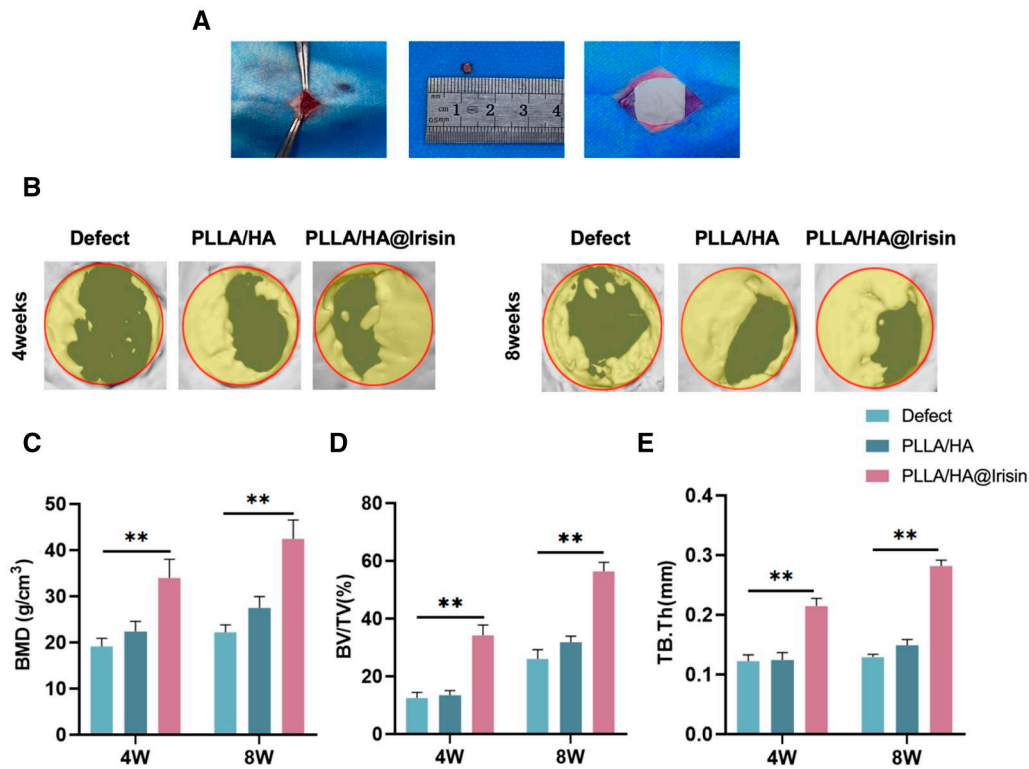 A
mm
cm
1
2
3
4
0.5mm
B
Defect
PLLA/HA
PLLA/HA@Irisin
4weeks
Defect
PLLA/HA
PLLA/HA@Irisin
8weeks
Defect
PLLA/HA
PLLA/HA@Irisin
C
BMD (g/cm³)
50
40
30
20
10
0
**
**
4W
8W
D
BV/TV(%)
80
60
40
20
0
**
**
4W
8W
E
TB.Th(mm)
0.4
0.3
0.2
0.1
0.0
**
**
4W
8W